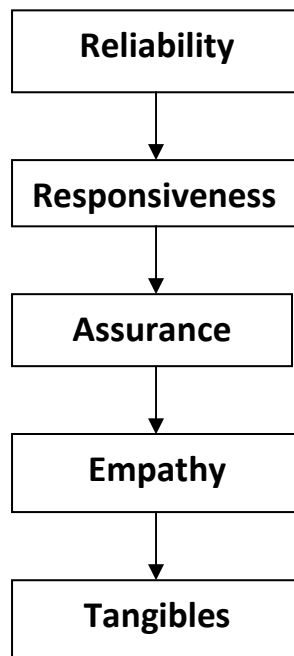 Reliability
Responsiveness
Assurance
Empathy
Tangibles